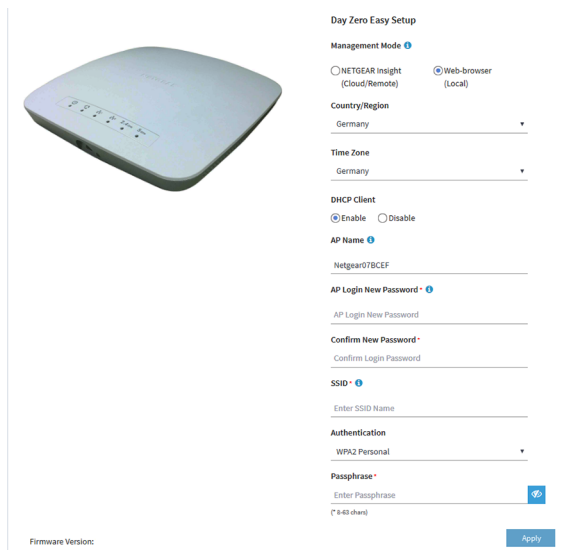 Day Zero Easy Setup
Management Mode
NETGEAR Insight
(Cloud/Remote)
Web-browser
(Local)
Country/Region
Germany
Time Zone
Germany
DHCP Client
Enable
Disable
AP Name
Netgear07BCEF
AP Login New Password*
AP Login New Password
Confirm New Password*
Confirm Login Password
SSID*
Enter SSID Name
Authentication
WPA2 Personal
Passphrase*
Enter Passphrase
(* 8-63 chars)
Apply
Firmware Version: